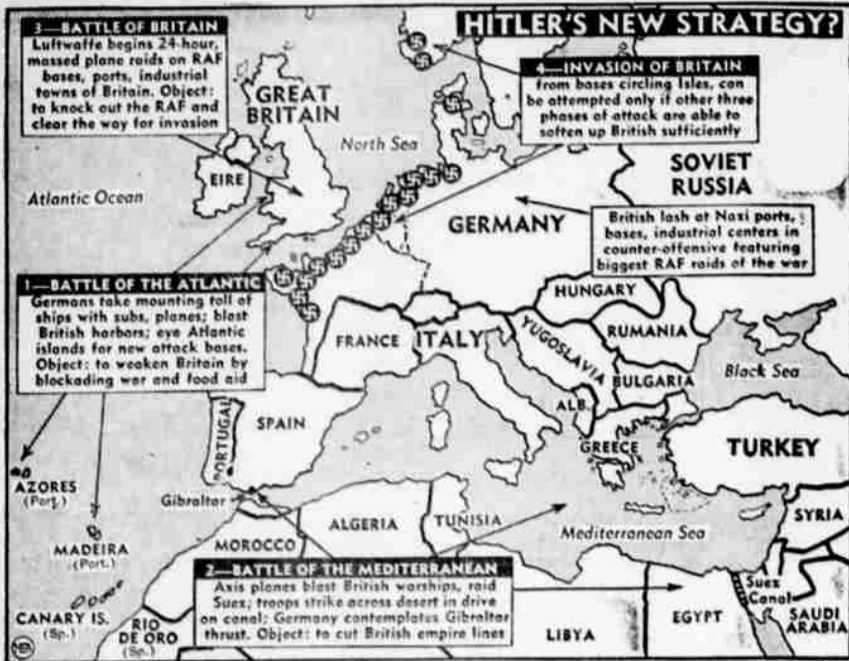 HITLER'S NEW STRATEGY?
3—BATTLE OF BRITAIN
Luftwaffe begins 24-hour,
massed plane raids on RAF
bases, ports, industrial
towns of Britain. Object:
to knock out the RAF and
clear the way for invasion
4—INVASION OF BRITAIN
from bases circling Isles, can
be attempted only if other three
phases of attack are able to
soften up British sufficiently
GREAT
BRITAIN
North Sea
EIRE
Atlantic Ocean
SOVIET
RUSSIA
GERMANY
British lash at Nazi ports,
bases, industrial centers in
counter-offensive featuring
biggest RAF raids of the war
1—BATTLE OF THE ATLANTIC
Germans take mounting toll of
ships with subs, planes; blast
British harbors; eye Atlantic
islands for new attack bases.
Object: to weaken Britain by
blockading war and food aid
HUNGARY
FRANCE
ITALY
YUGOSLAVIA
RUMANIA
BULGARIA
Black Sea
ALB.
PORTUGAL
SPAIN
GREECE
TURKEY
AZORES
(Port.)
Gibraltar
MADEIRA
(Port.)
MOROCCO
ALGERIA
TUNISIA
Mediterranean Sea
SYRIA
2—BATTLE OF THE MEDITERRANEAN
Axis planes blast British warships, raid
Suez; troops strike across desert in drive
on canal; Germany contemplates Gibraltar
thrust. Object: to cut British empire lines
CANARY IS.
(Sp.)
RIO
DE ORO
(Sp.)
LIBYA
EGYPT
Suez
Canal
SAUDI
ARABIA